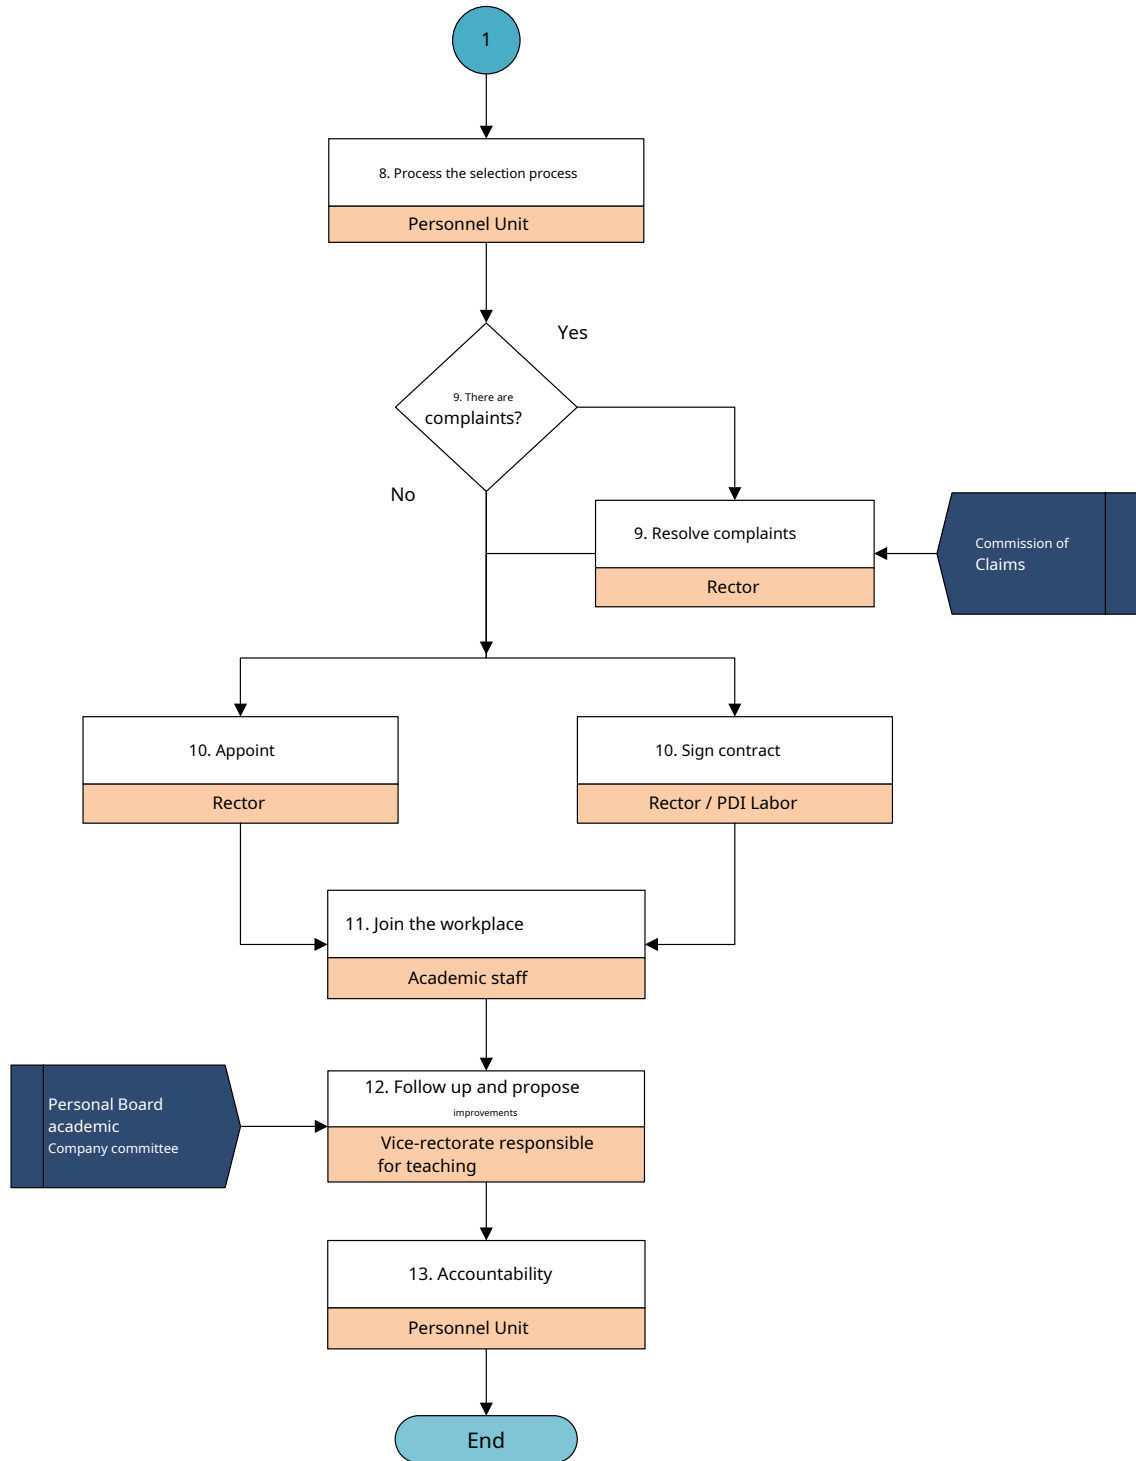 1
8. Process the selection process
Personnel Unit
Yes
9. There are
complaints?
No
9. Resolve complaints
Rector
Commission of
Claims
10. Appoint
Rector
10. Sign contract
Rector / PDI Labor
11. Join the workplace
Academic staff
12. Follow up and propose
improvements
Personal Board
academic
Company committee
Vice-rectorate responsible
for teaching
13. Accountability
Personnel Unit
End